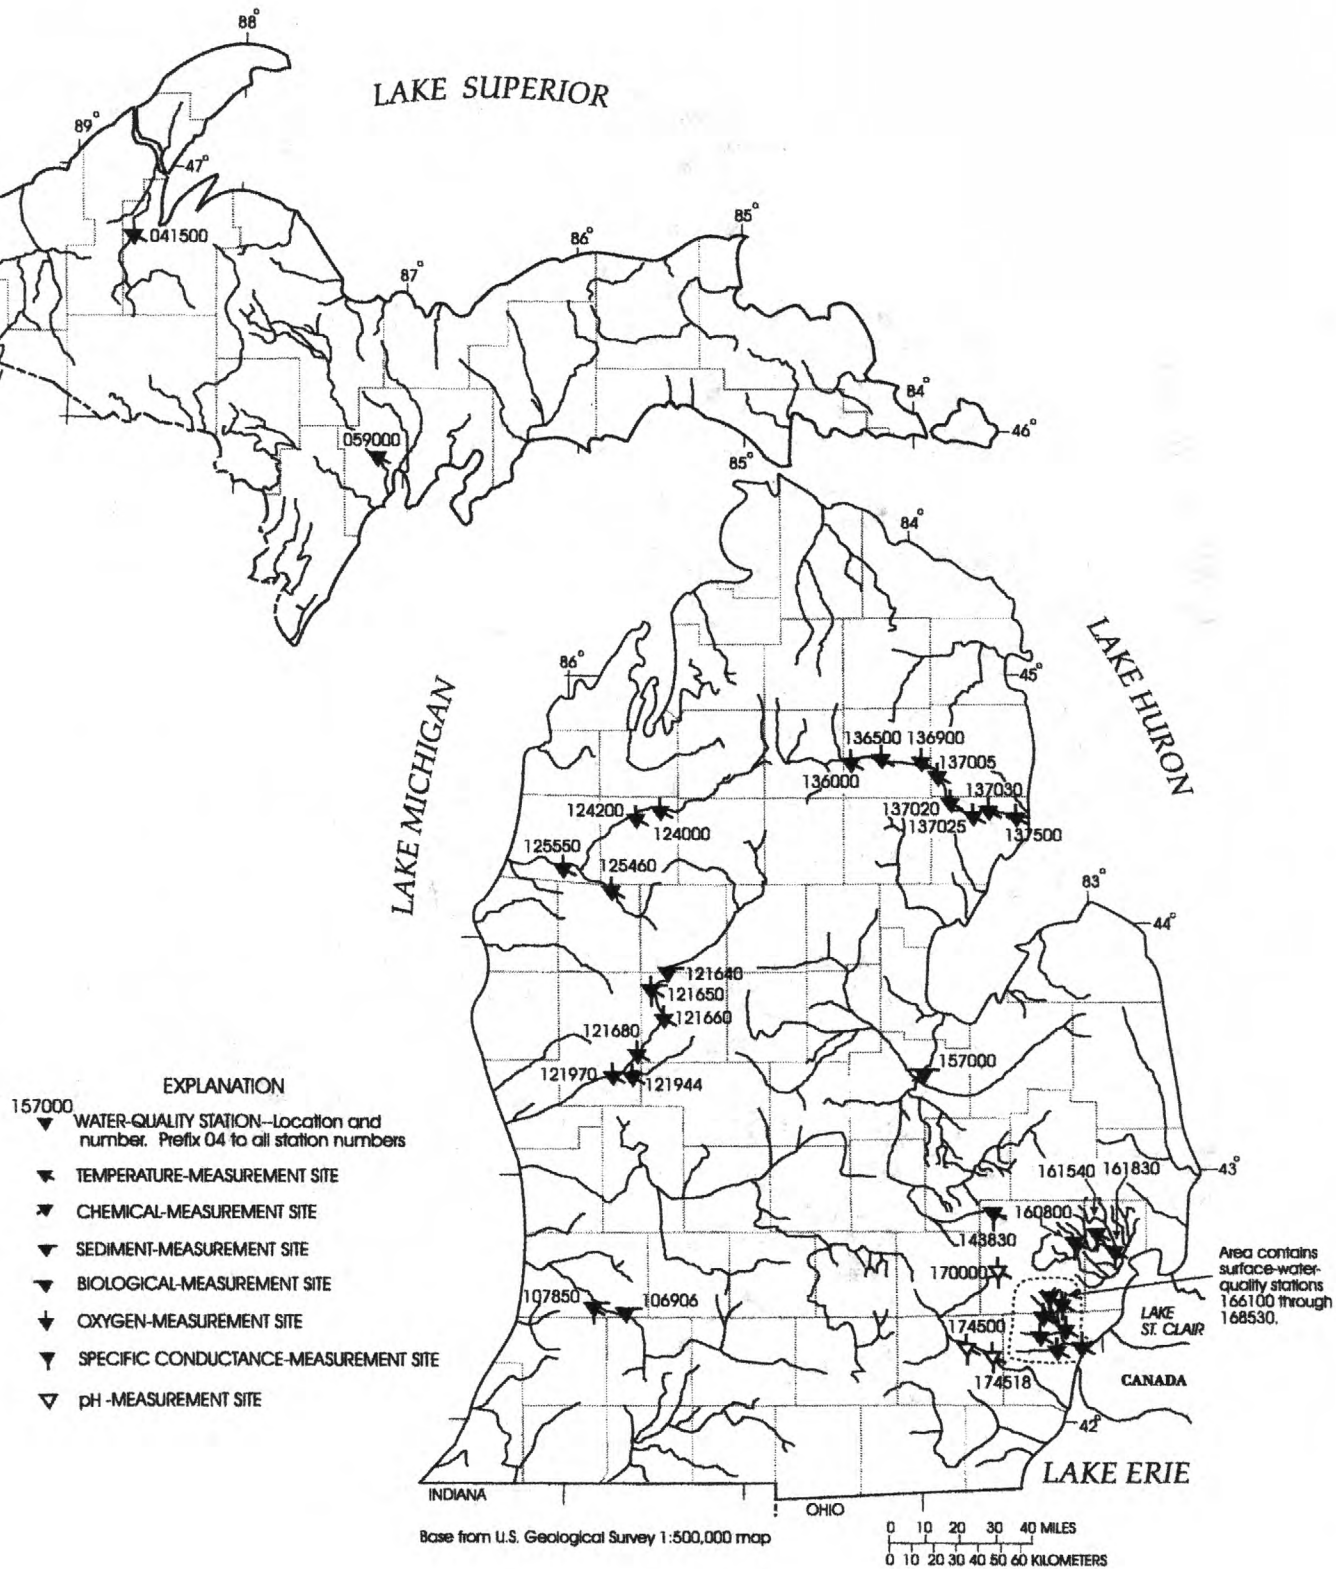 88°
LAKE SUPERIOR
89°
47°
041500
85°
86°
87°
84°
46°
059000
85°
84°
LAKE HURON
86°
45°
LAKE MICHIGAN
136500 136900
137005
136000
137030
137020
137025
137500
124200
124000
125550
125460
83°
44°
121640
121650
121660
121680
121970
121944
157000
EXPLANATION
157000
WATER-QUALITY STATION--Location and
number. Prefix 04 to all station numbers
TEMPERATURE-MEASUREMENT SITE
CHEMICAL-MEASUREMENT SITE
SEDIMENT-MEASUREMENT SITE
BIOLOGICAL-MEASUREMENT SITE
OXYGEN-MEASUREMENT SITE
SPECIFIC CONDUCTANCE-MEASUREMENT SITE
pH -MEASUREMENT SITE
43°
161540 161830
160800
143830
170000
Area contains
surface-water-
quality stations
166100 through
168530.
107850
106906
174500
174518
LAKE
ST. CLAIR
CANADA
42°
LAKE ERIE
INDIANA
OHIO
Base from U.S. Geological Survey 1:500,000 map
0 10 20 30 40 MILES
0 10 20 30 40 50 60 KILOMETERS